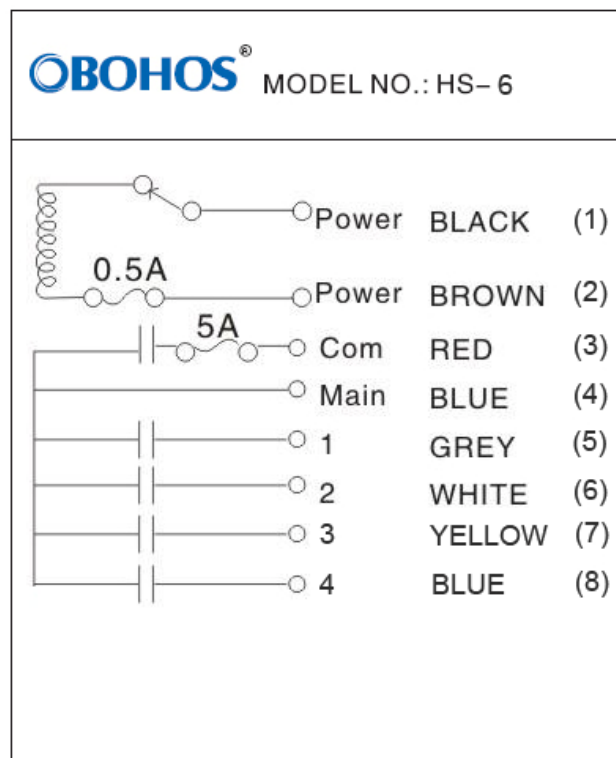 OBOHOS® MODEL NO.: HS-6
Power BLACK (1)
0.5A
Power BROWN (2)
5A
Com RED (3)
Main BLUE (4)
1 GREY (5)
2 WHITE (6)
3 YELLOW (7)
4 BLUE (8)